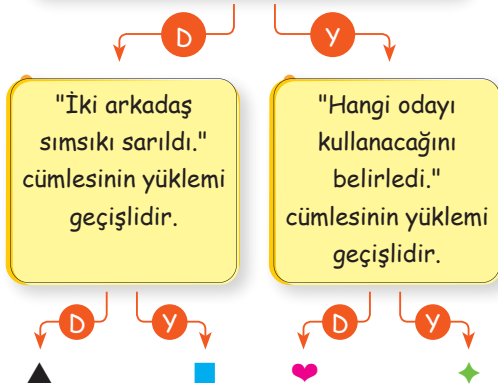 D
Y
"İki arkadaş
sımsıkı sarıldı."
cümlesinin yüklemi
geçişlidir.
"Hangi odayı
kullanacağını
belirledi."
cümlesinin yüklemi
geçişlidir.
D
Y
D
Y